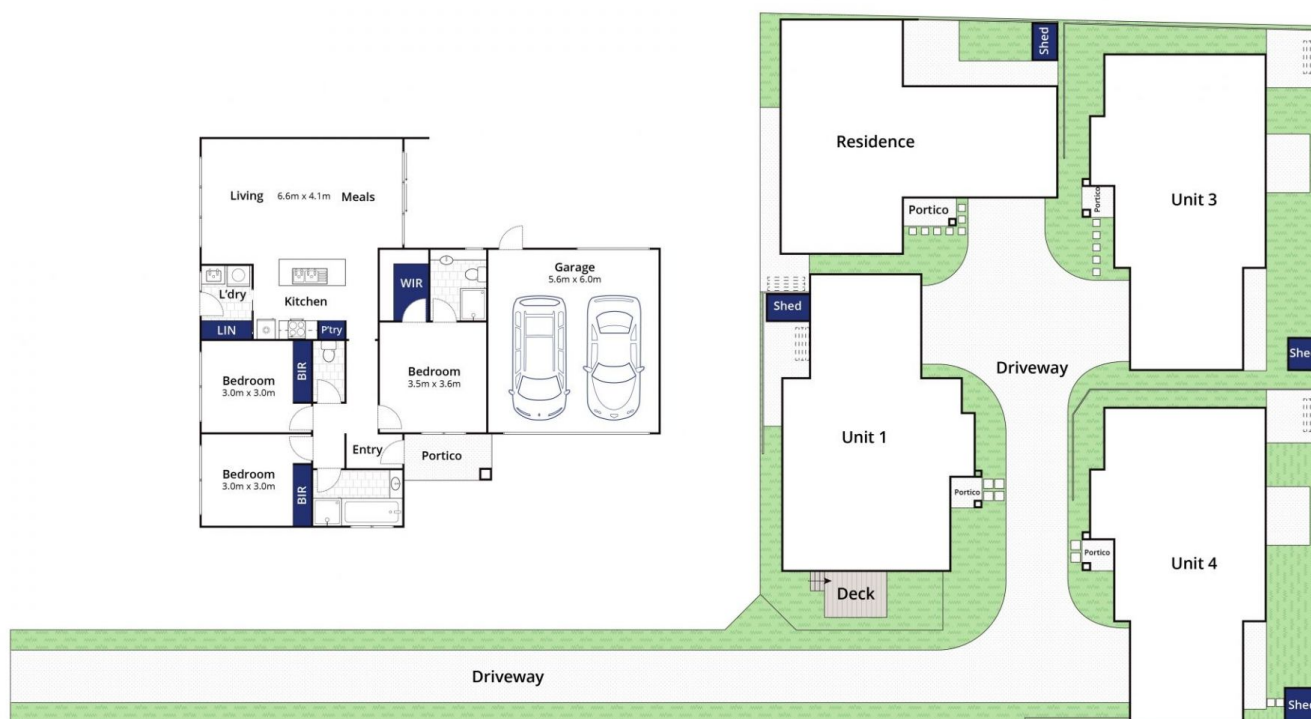 Living 6.6m x 4.1m Meals
L'dry
Kitchen
LIN
P'try
WIR
Garage
5.6m x 6.0m
Bedroom
3.0m x 3.0m
BIR
Bedroom
3.5m x 3.6m
Bedroom
3.0m x 3.0m
BIR
Entry
Portico
Shed
Residence
Portico
Portico
Unit 3
Shed
Driveway
Unit 1
Portico
Portico
Unit 4
Deck
Driveway